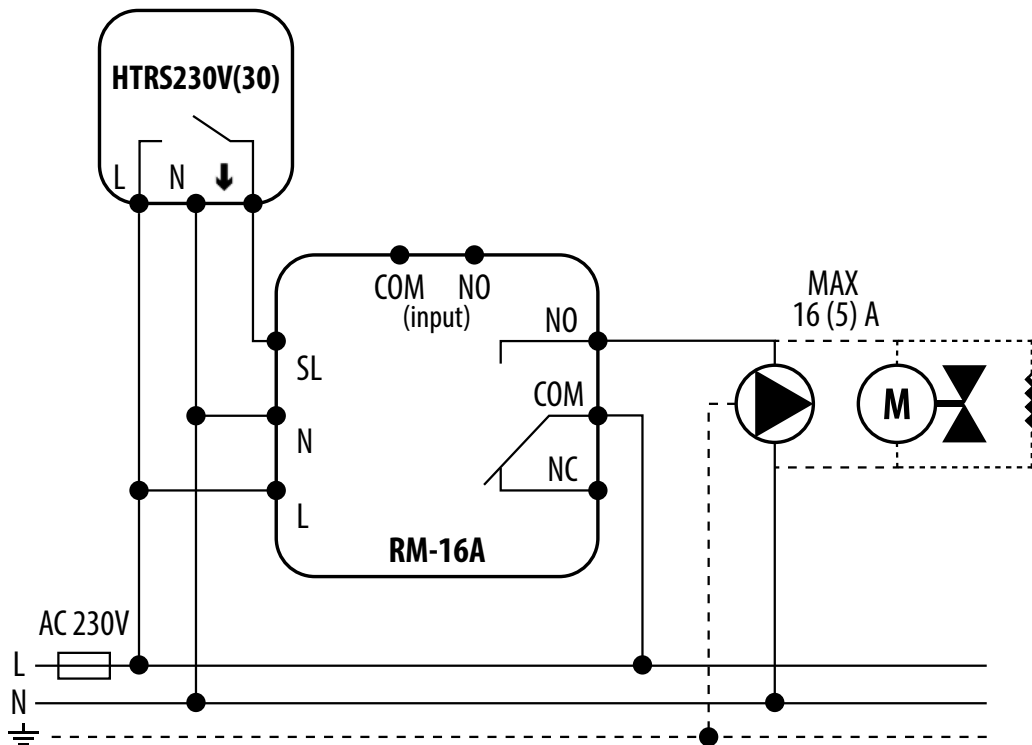 HTRS230V(30)
L N
COM NO
(input)
NO
MAX
16 (5) A
SL
COM
M
N
NC
L
RM-16A
AC 230V
L
N